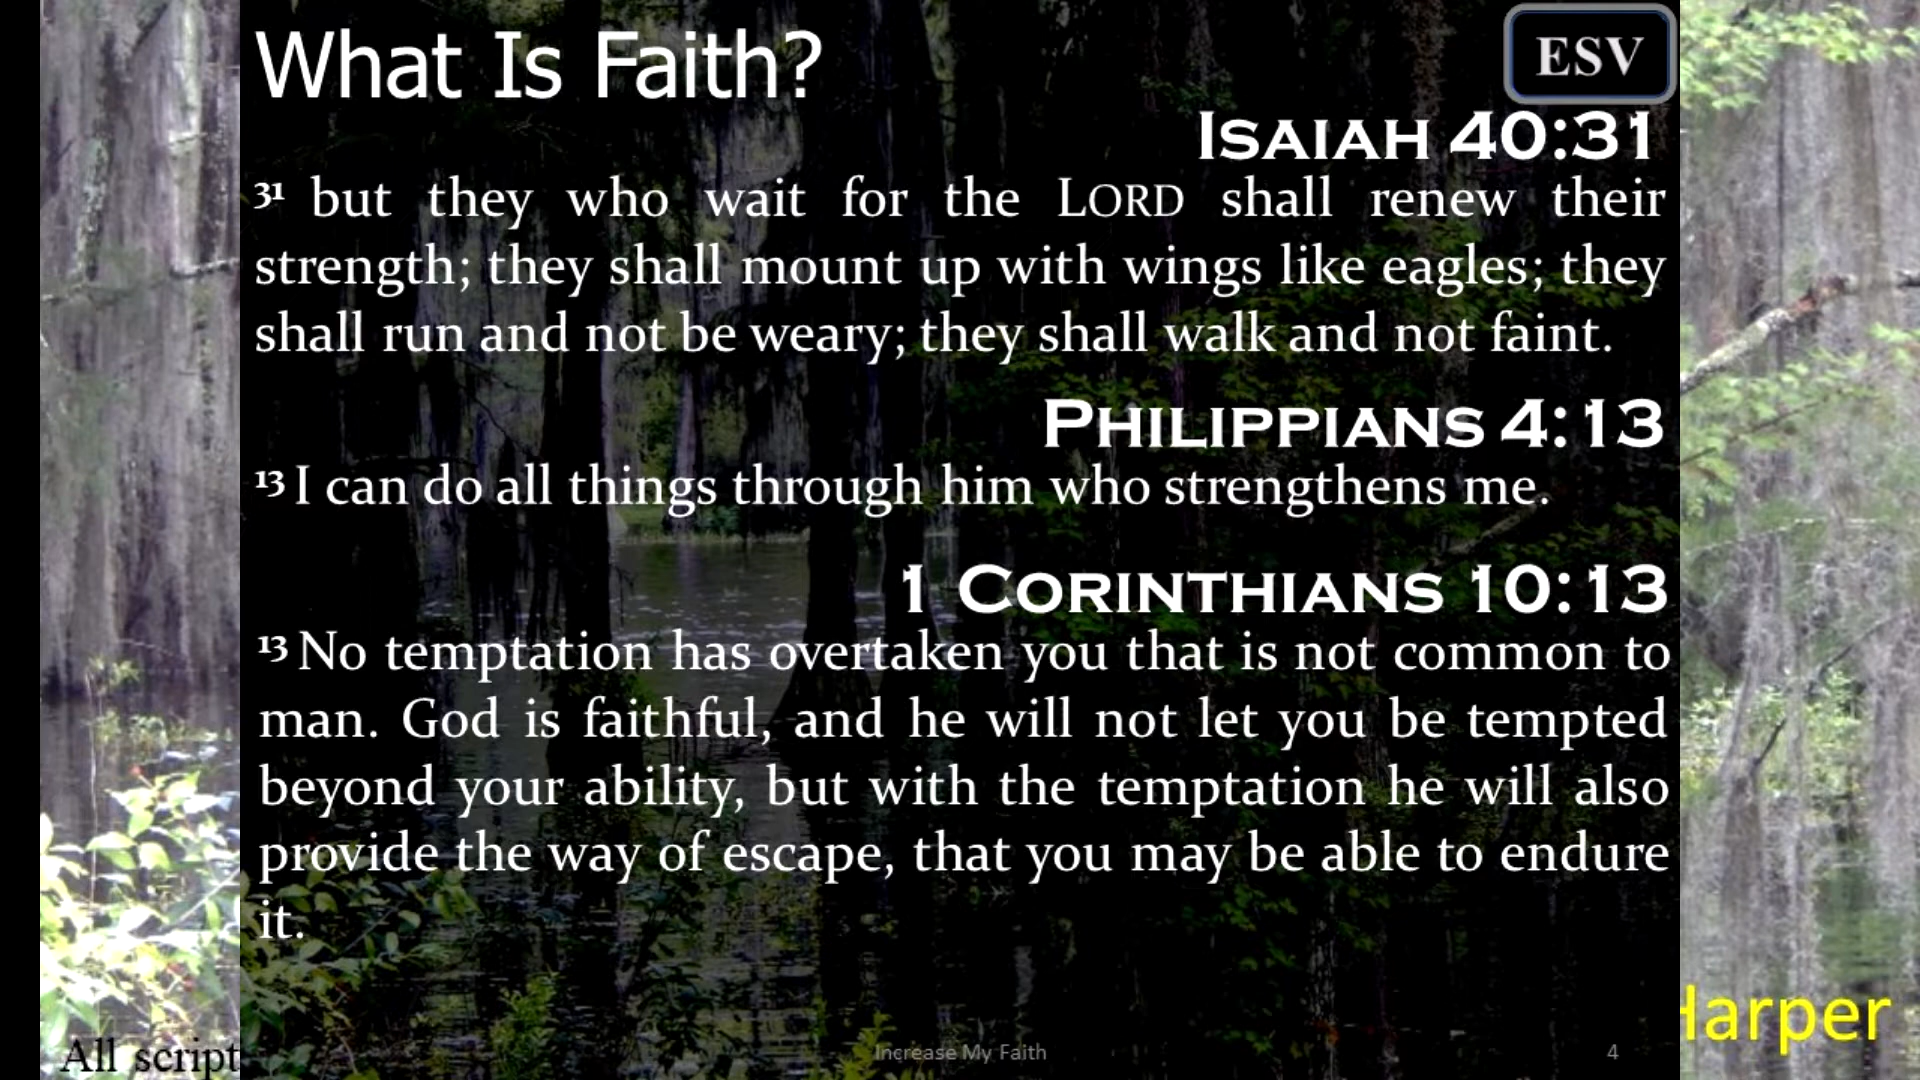 What Is Faith?
ESV
ISAIAH 40:31
31 but they who wait for the LORD shall renew their
strength; they shall mount up with wings like eagles; they
shall run and not be weary; they shall walk and not faint.
PHILIPPIANS 4:13
13 I can do all things through him who strengthens me.
1 CORINTHIANS 10:13
13 No temptation has overtaken you that is not common to
man. God is faithful, and he will not let you be tempted
beyond your ability, but with the temptation he will also
provide the way of escape, that you may be able to endure
it.
Harper
All script
Increase My Faith
4